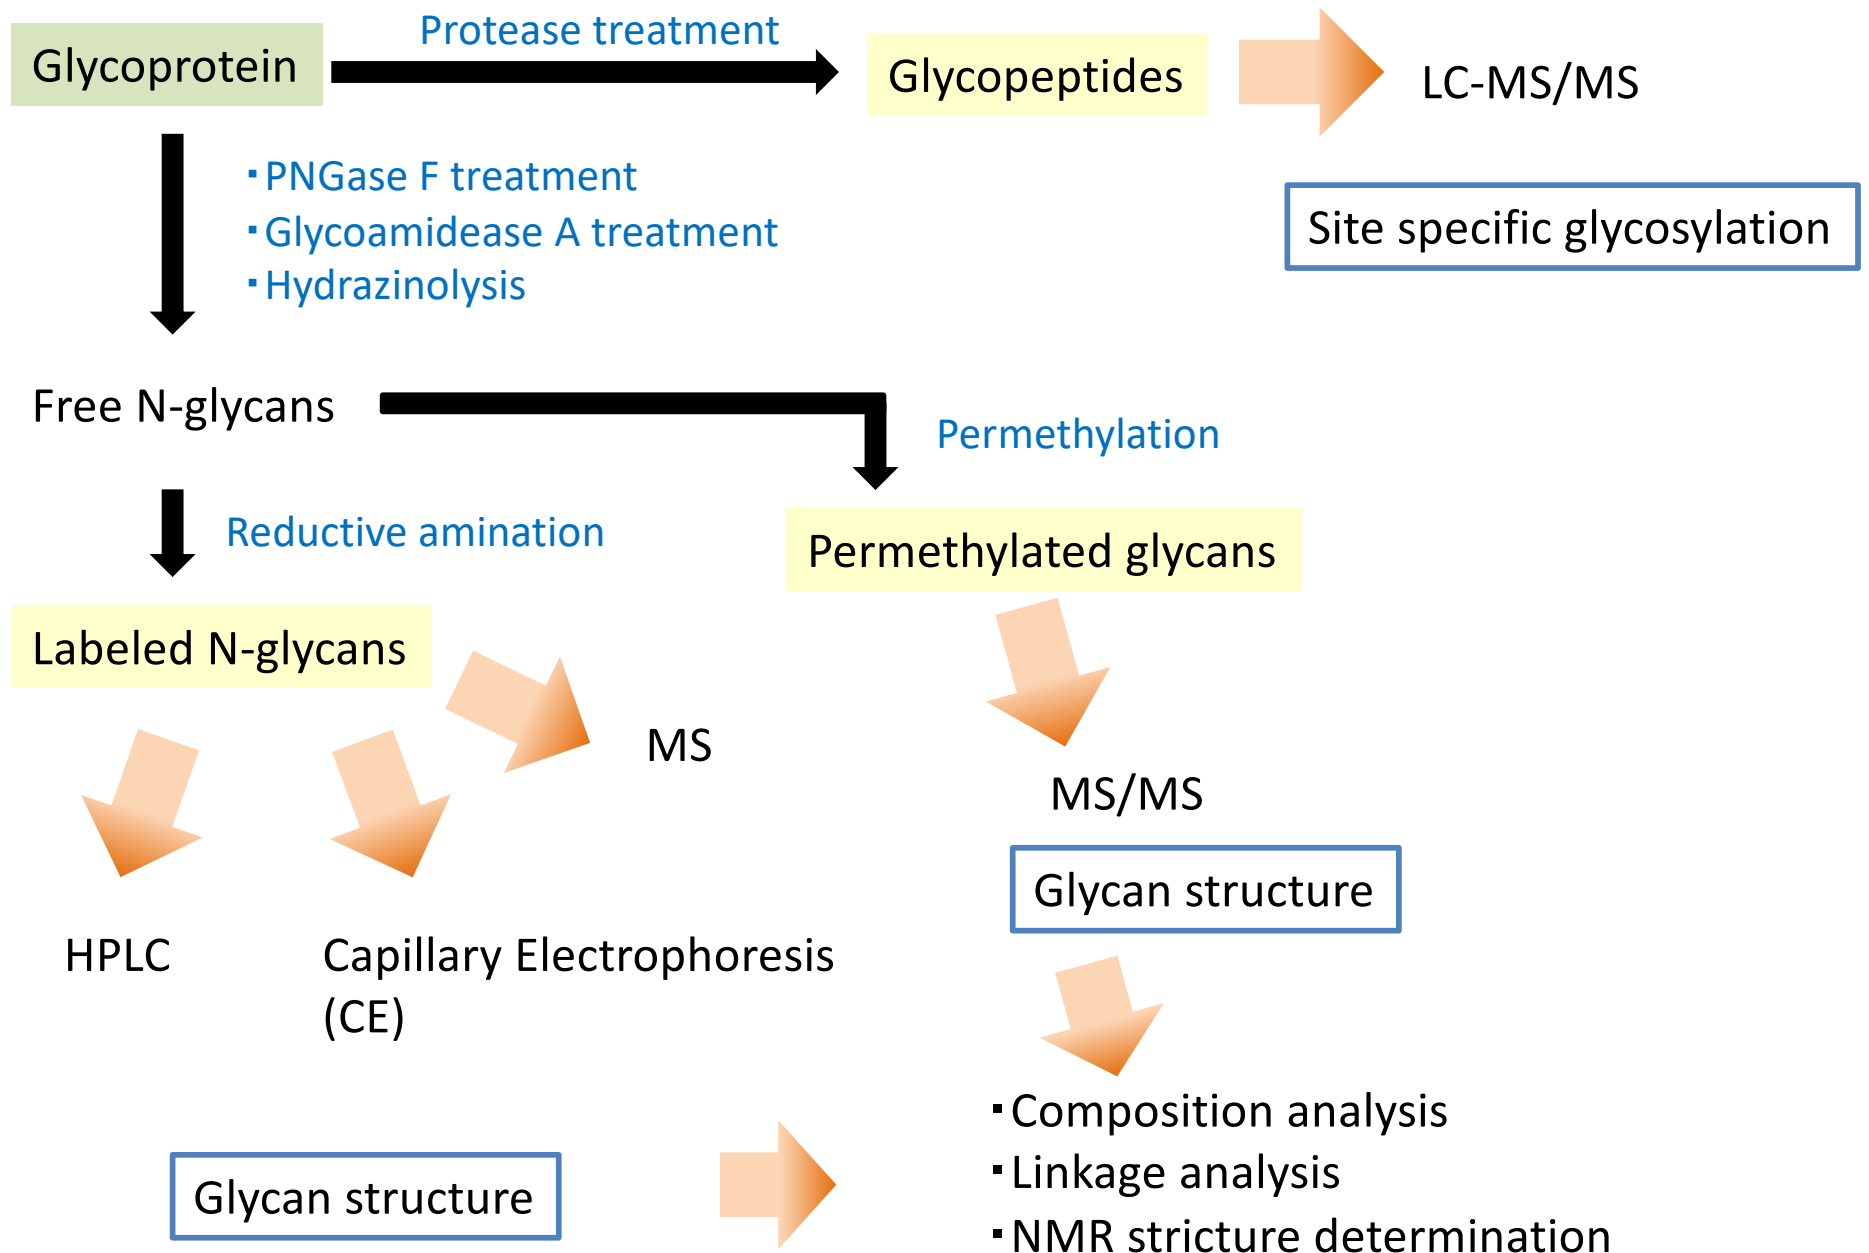 Glycoprotein
Protease treatment
Glycopeptides
LC-MS/MS
・PNGase F treatment
・Glycoamidease A treatment
・Hydrazinolysis
Site specific glycosylation
Free N-glycans
Permethylation
Reductive amination
Permethylated glycans
Labeled N-glycans
MS
MS/MS
Glycan structure
HPLC
Capillary Electrophoresis
(CE)
・Composition analysis
・Linkage analysis
・NMR stricture determination
Glycan structure